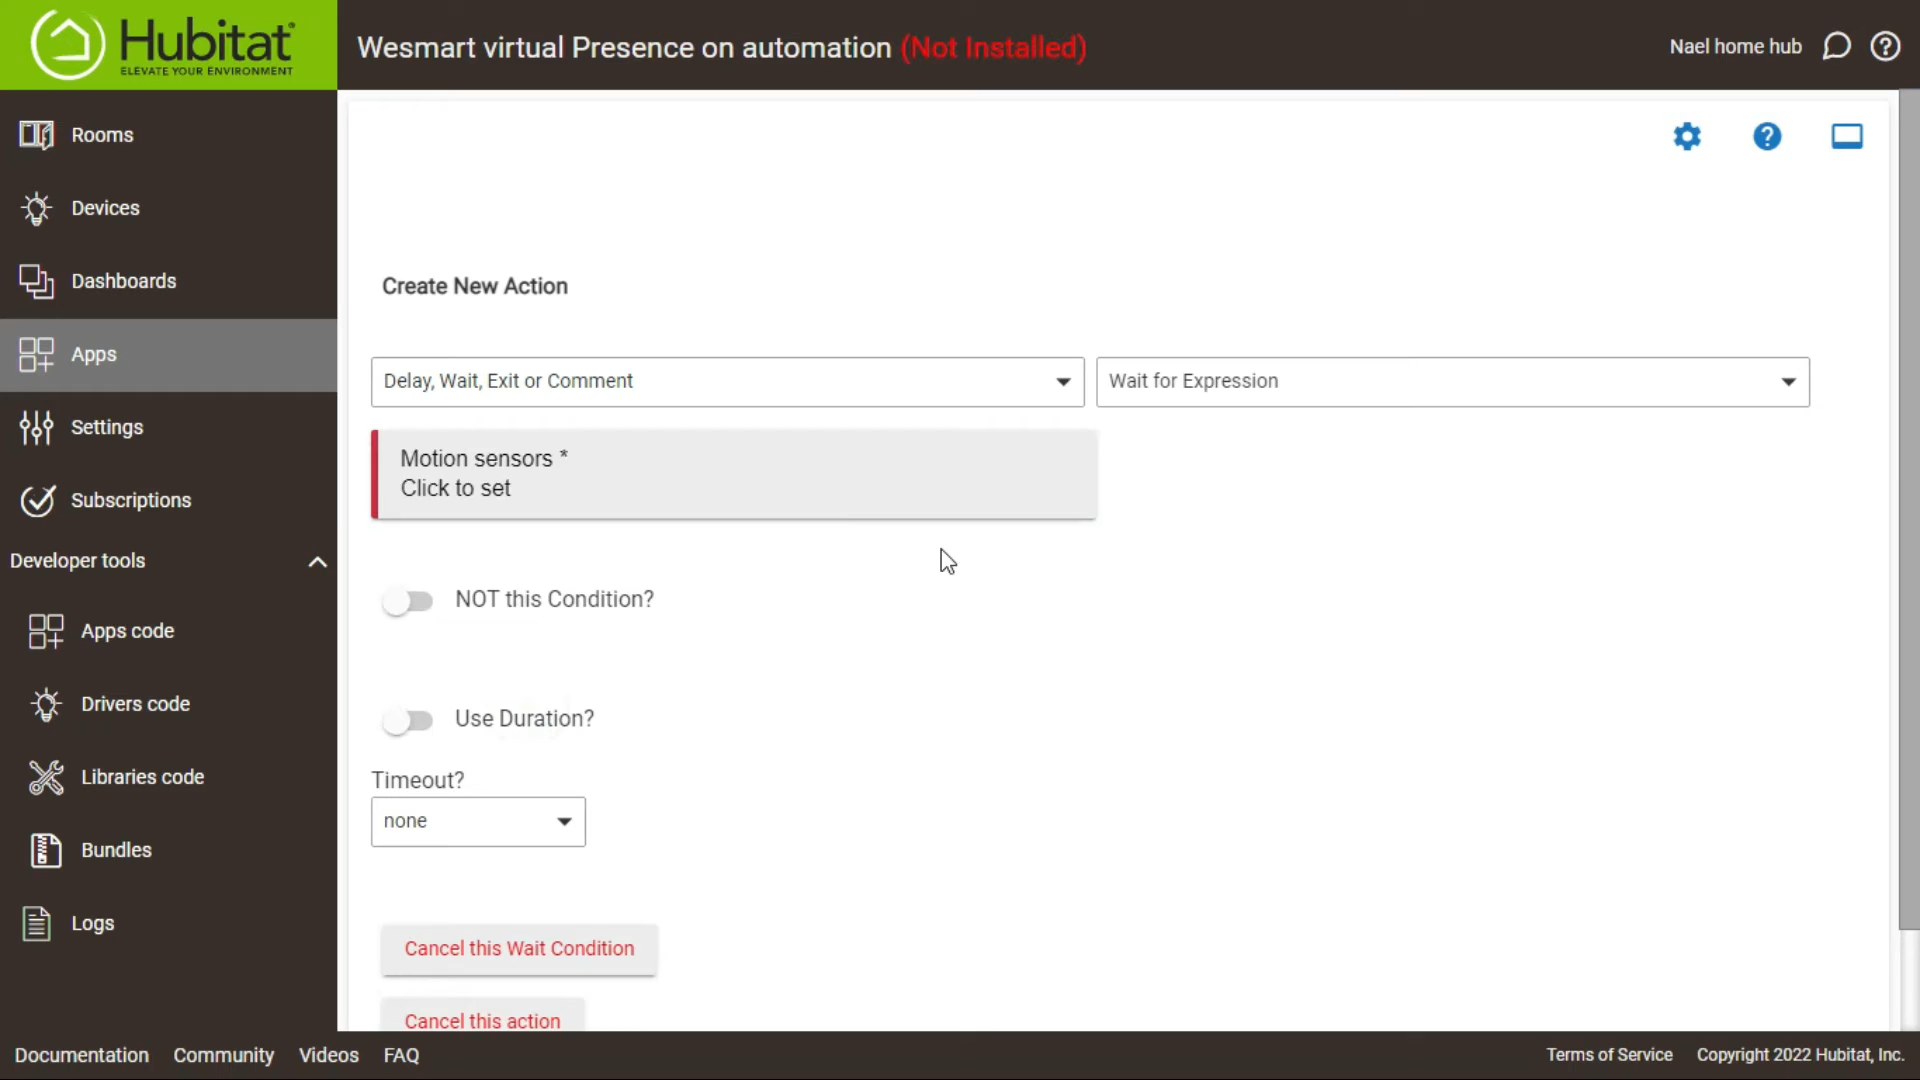 Hubitat
ELEVATE YOUR ENVIRONMENT
Wesmart virtual Presence on automation (Not Installed)
Nael home hub
Rooms
Devices
Dashboards
Apps
Settings
Subscriptions
Developer tools
Apps code
Drivers code
Libraries code
Bundles
Logs
Create New Action
Delay, Wait, Exit or Comment
Wait for Expression
Motion sensors *
Click to set
NOT this Condition?
Use Duration?
Timeout?
none
Cancel this Wait Condition
Cancel this action
Documentation Community Videos FAQ
Terms of Service Copyright 2022 Hubitat, Inc.